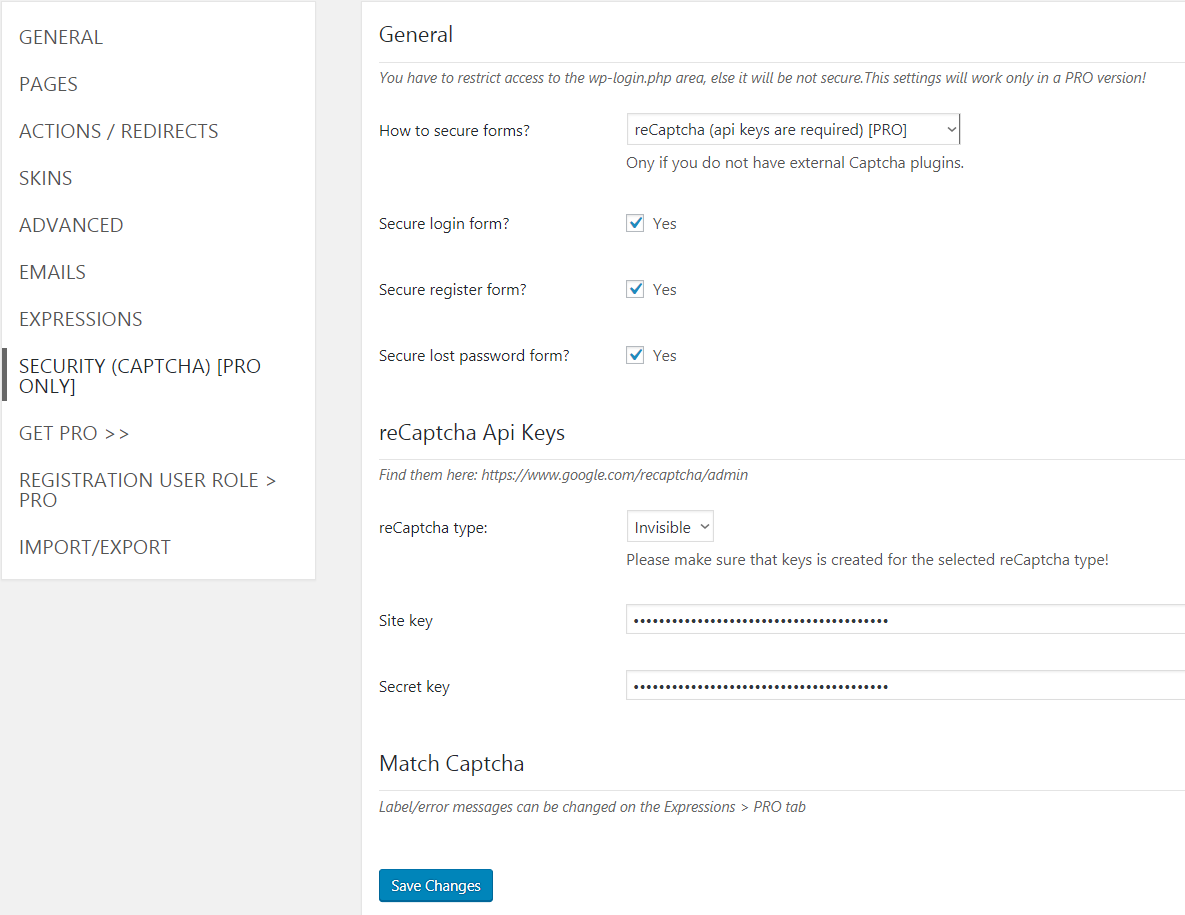 GENERAL
PAGES
ACTIONS / REDIRECTS
SKINS
ADVANCED
EMAILS
EXPRESSIONS
SECURITY (CAPTCHA) [PRO
ONLY]
GET PRO >>
REGISTRATION USER ROLE >
PRO
IMPORT/EXPORT
General
You have to restrict access to the wp-login.php area, else it will be not secure.This settings will work only in a PRO version!
How to secure forms?
reCaptcha (api keys are required) [PRO]
Ony if you do not have external Captcha plugins.
Secure login form?
Yes
Secure register form?
Yes
Secure lost password form?
Yes
reCaptcha Api Keys
Find them here: https://www.google.com/recaptcha/admin
reCaptcha type:
Invisible
Please make sure that keys is created for the selected reCaptcha type!
Site key
Secret key
Match Captcha
Label/error messages can be changed on the Expressions > PRO tab
Save Changes